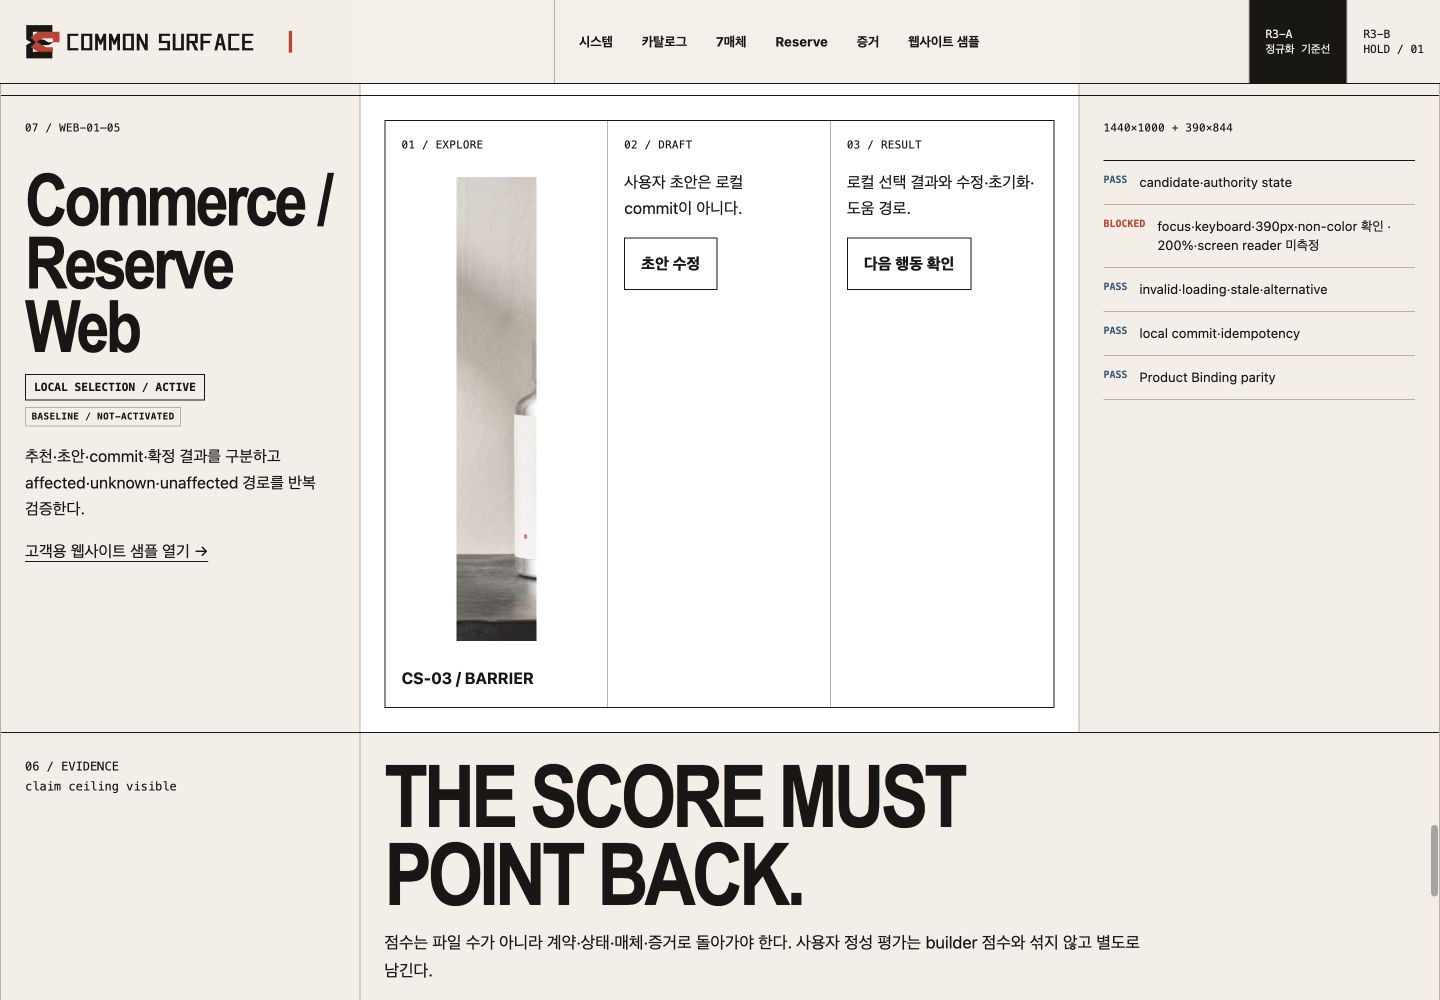 COMMON SURFACE
시스템
카탈로그
7매체
Reserve
증거
웹사이트 샘플
R3-A
정규화 기준선
R3-B
HOLD / 01
07 / WEB-01-05
Commerce /
Reserve
Web
LOCAL SELECTION / ACTIVE
BASELINE / NOT-ACTIVATED
추천·초안·commit·확정 결과를 구분하고
affected·unknown·unaffected 경로를 반복
검증한다.
고객용 웹사이트 샘플 열기 →
01 / EXPLORE
CS-03 / BARRIER
02 / DRAFT
사용자 초안은 로컬
commit이 아니다.
초안 수정
03 / RESULT
로컬 선택 결과와 수정·초기화·
도움 경로.
다음 행동 확인
1440×1000 + 390×844
PASS candidate·authority state
BLOCKED focus·keyboard·390px·non-color 확인 ·
200%·screen reader 미측정
PASS invalid·loading·stale·alternative
PASS local commit·idempotency
PASS Product Binding parity
06 / EVIDENCE
claim ceiling visible
THE SCORE MUST
POINT BACK.
점수는 파일 수가 아니라 계약·상태·매체·증거로 돌아가야 한다. 사용자 정성 평가는 builder 점수와 섞지 않고 별도로
남긴다.